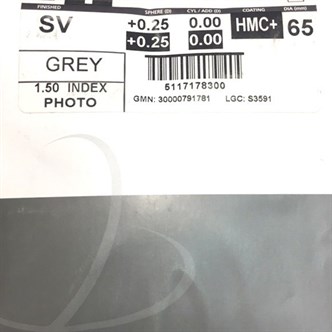 FINISHED SPHERE (D) CYL / ADD (D) COATING DIA (mm)
SV +0.25 0.00 HMC+ 65
+0.25 0.00
GREY
1.50 INDEX
PHOTO
5117178300
GMN: 30000791781 LGC: S3591